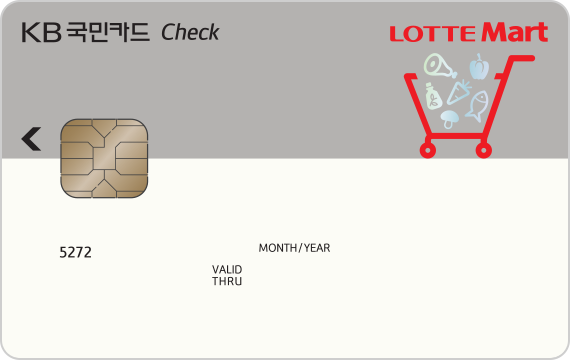 KB 국민카드 Check
LOTTE Mart
5272
MONTH/YEAR
VALID
THRU